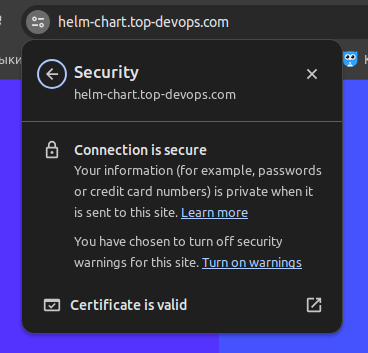 helm-chart.top-devops.com
Security
helm-chart.top-devops.com
Connection is secure
Your information (for example, passwords
or credit card numbers) is private when it
is sent to this site. Learn more
You have chosen to turn off security
warnings for this site. Turn on warnings
Certificate is valid